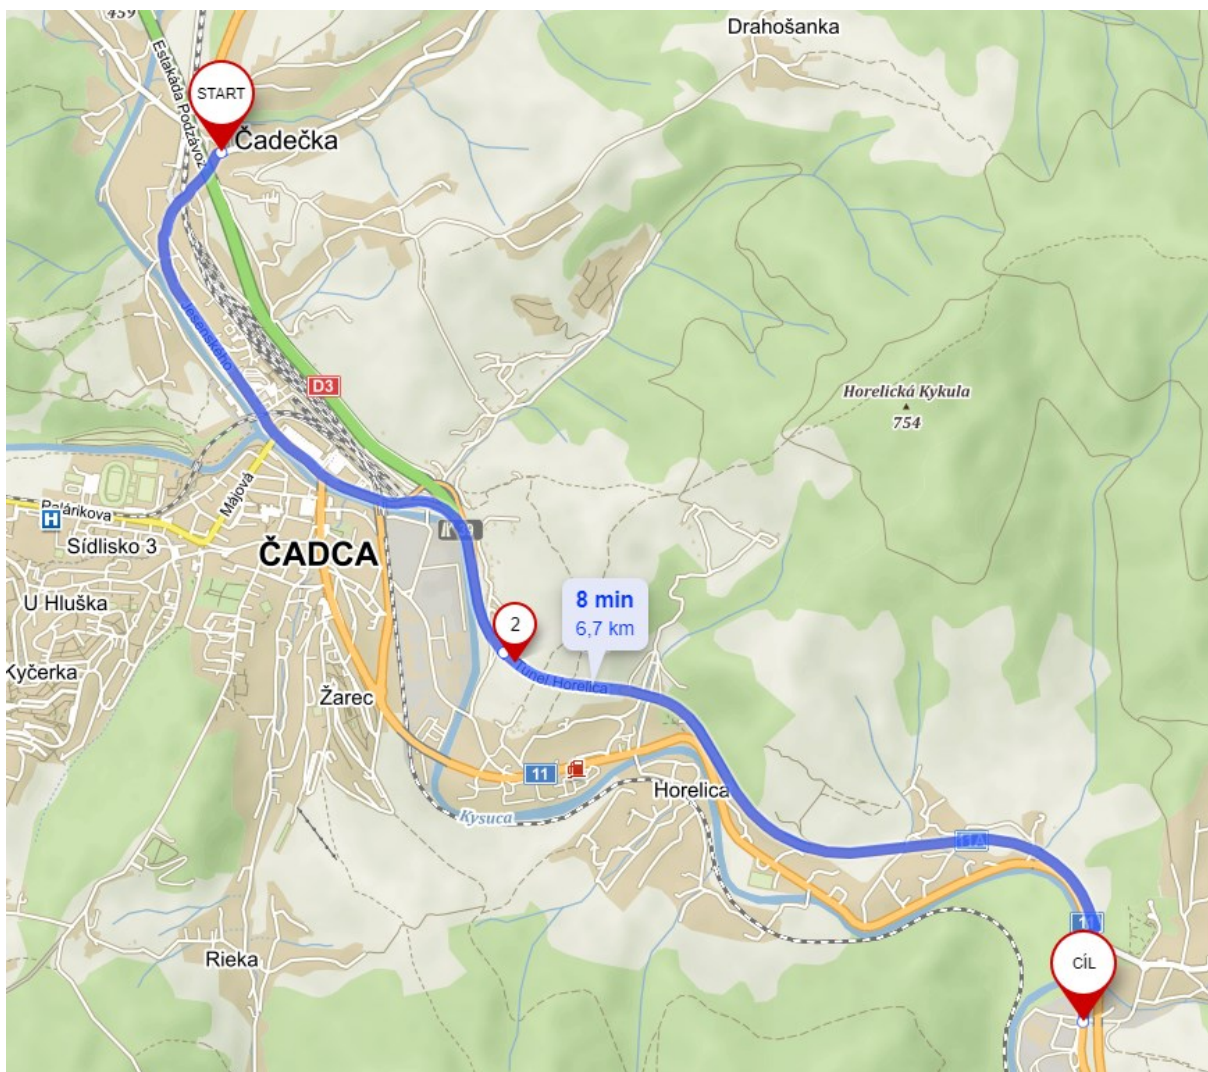 459
Drahošanka
Estakáda Podzávoz
START
Čadečka
Jesenského
D3
Horelická Kykula
754
Májová
Palárikova
H
Sídlisko 3
ČADCA
U Hluška
8 min
6,7 km
2
Kyčerka
Tunel Horelica
Žarec
11
Horelica
Kysuca
11A
11
Rieka
CÍL